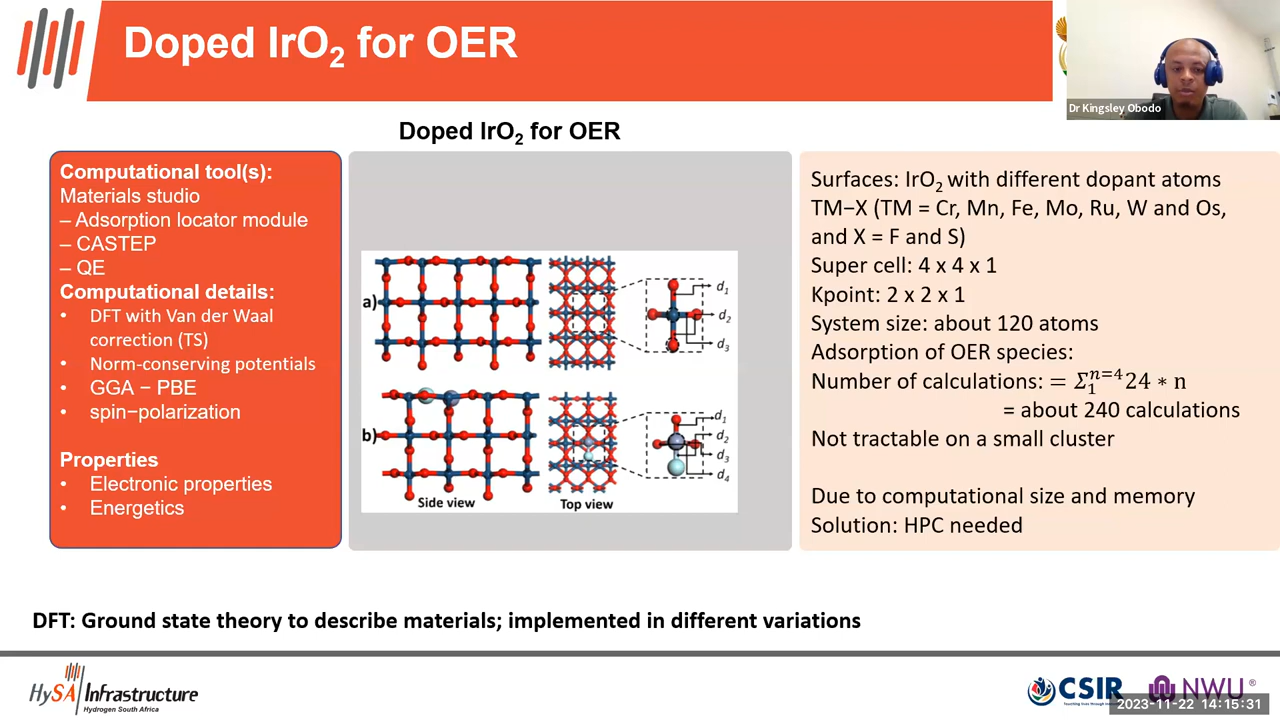 Doped IrO₂ for OER
Dr Kingsley Obodo
Doped IrO₂ for OER
Computational tool(s):
Materials studio
– Adsorption locator module
– CASTEP
– QE
Computational details:
• DFT with Van der Waal
correction (TS)
• Norm-conserving potentials
• GGA – PBE
• spin–polarization
Properties
• Electronic properties
• Energetics
a)
d₁
d₂
d₃
b)
d₁
d₂
d₃
d₄
Side view
Top view
Surfaces: IrO₂ with different dopant atoms
TM–X (TM = Cr, Mn, Fe, Mo, Ru, W and Os,
and X = F and S)
Super cell: 4 x 4 x 1
Kpoint: 2 x 2 x 1
System size: about 120 atoms
Adsorption of OER species:
Number of calculations: = Σ₁ⁿ⁼⁴ 24 ∗ n
= about 240 calculations
Not tractable on a small cluster
Due to computational size and memory
Solution: HPC needed
DFT: Ground state theory to describe materials; implemented in different variations
HySA Infrastructure
Hydrogen South Africa
CSIR
NWU®
2023-11-22 14:15:31